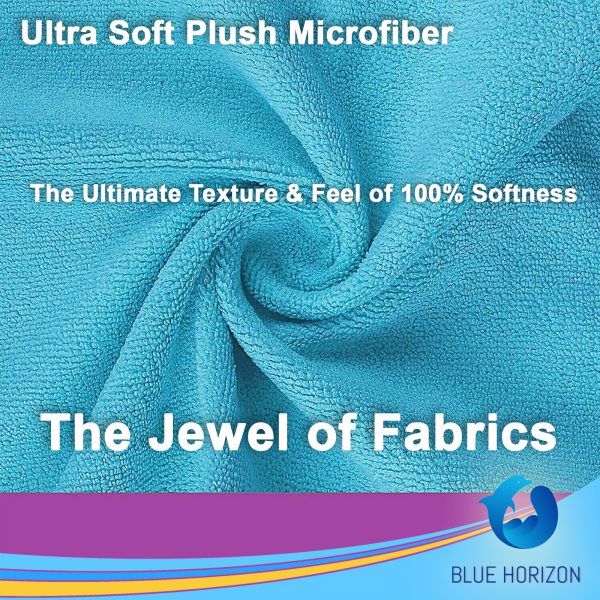 Ultra Soft Plush Microfiber
The Ultimate Texture & Feel of 100% Softness
The Jewel of Fabrics
BLUE HORIZON